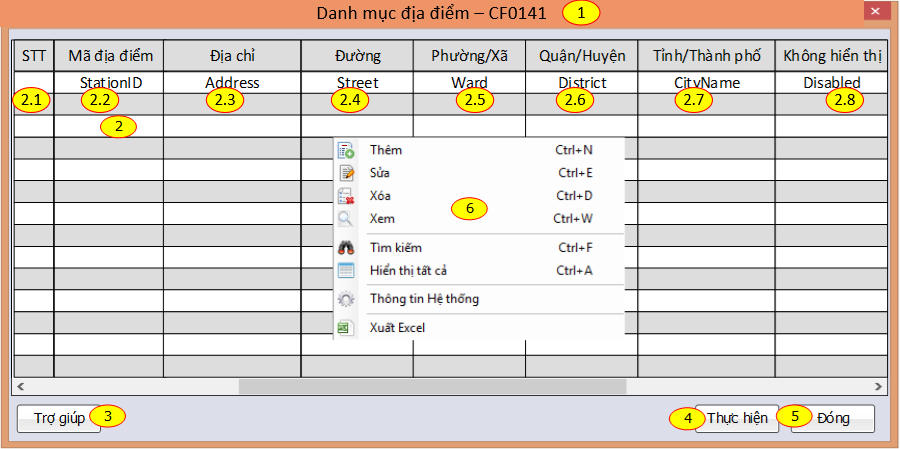 Danh mục địa điểm – CF0141 1
STT Mã địa điểm Địa chỉ Đường Phường/Xã Quận/Huyện Tỉnh/Thành phố Không hiển thị
StationID Address Street Ward District CityName Disabled
2.1 2.2 2.3 2.4 2.5 2.6 2.7 2.8
2
Thêm Ctrl+N
Sửa Ctrl+E
Xóa Ctrl+D
6
Xem Ctrl+W
Tìm kiếm Ctrl+F
Hiển thị tất cả Ctrl+A
Thông tin Hệ thống
Xuất Excel
Trợ giúp 3 4 Thực hiện 5 Đóng